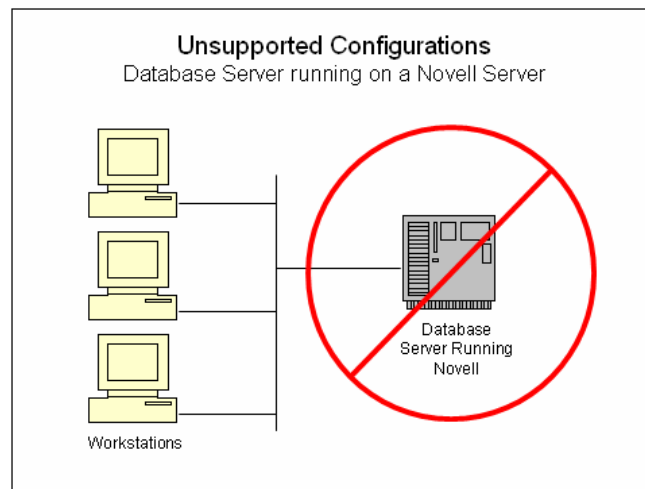 Unsupported Configurations
Database Server running on a Novell Server
Database
Server Running
Novell
Workstations